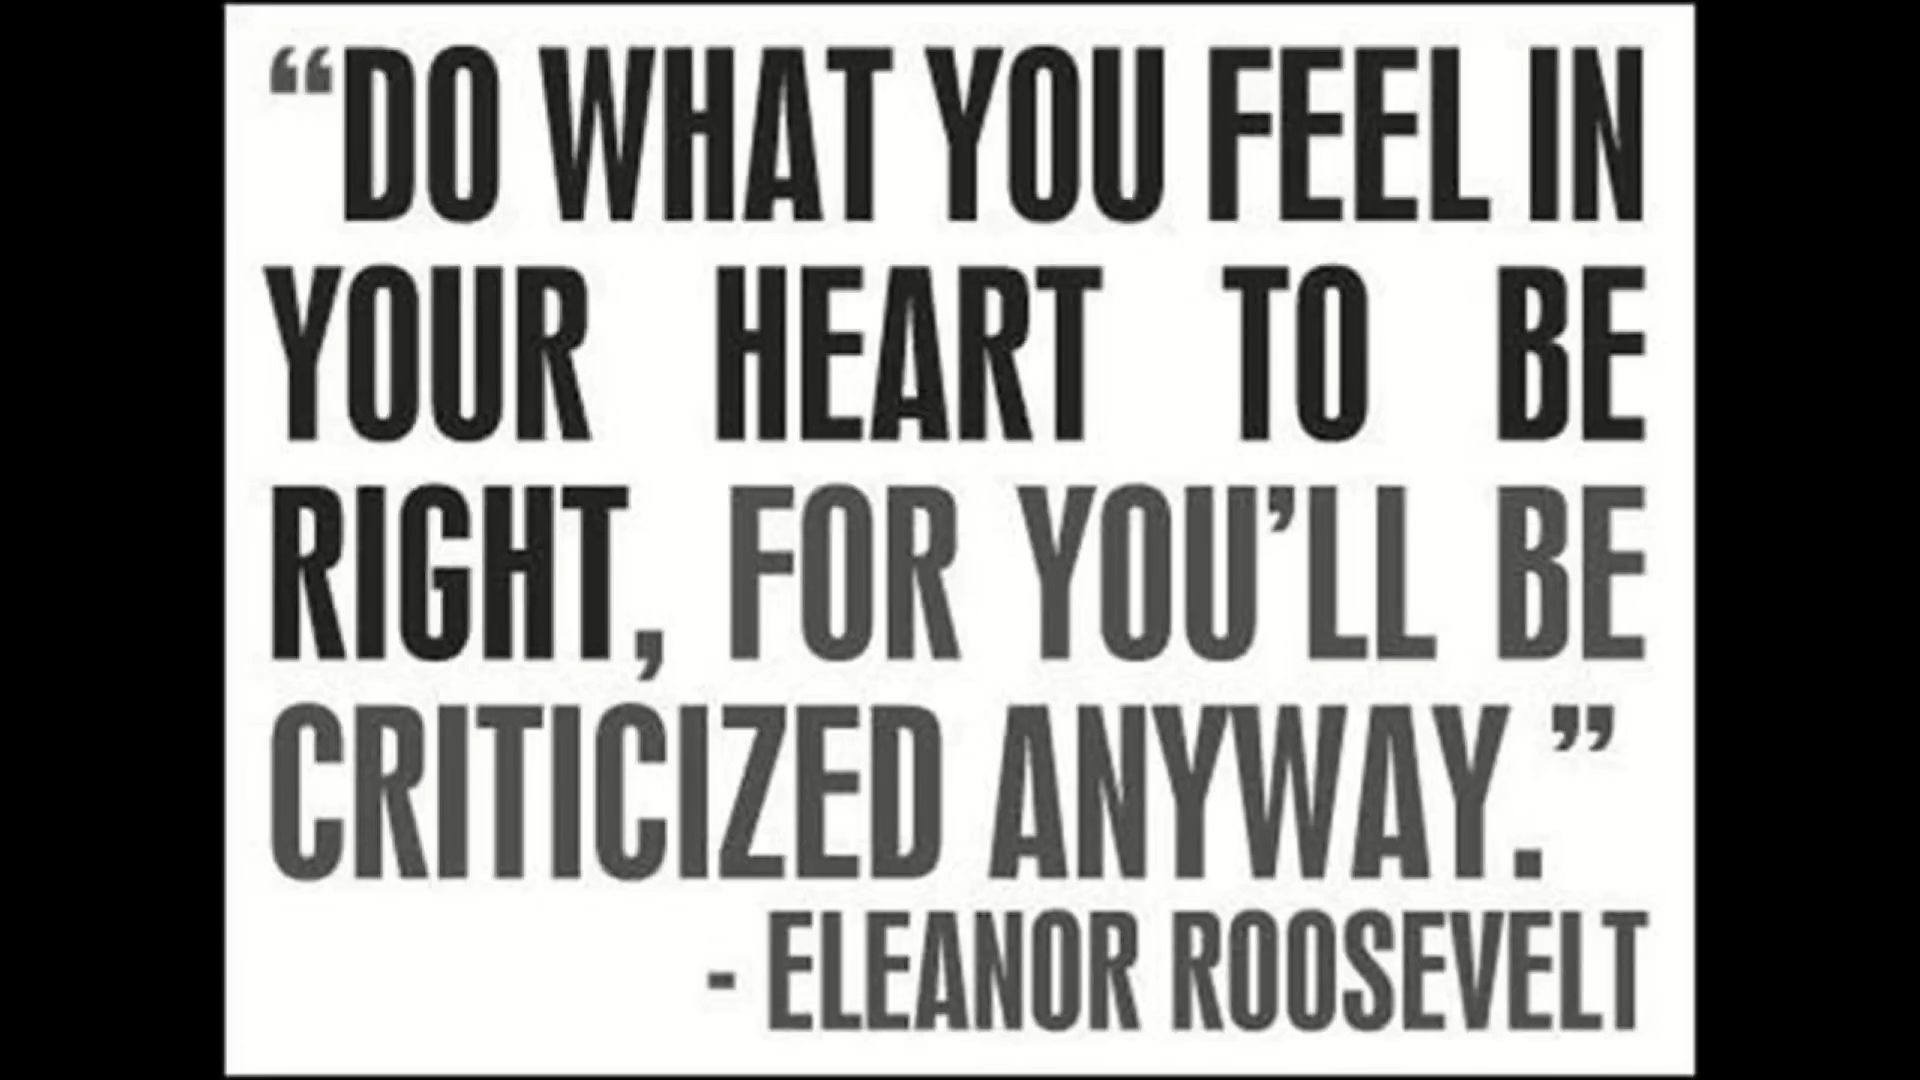 “DO WHAT YOU FEEL IN
YOUR HEART TO BE
RIGHT, FOR YOU’LL BE
CRITICIZED ANYWAY.”
- ELEANOR ROOSEVELT